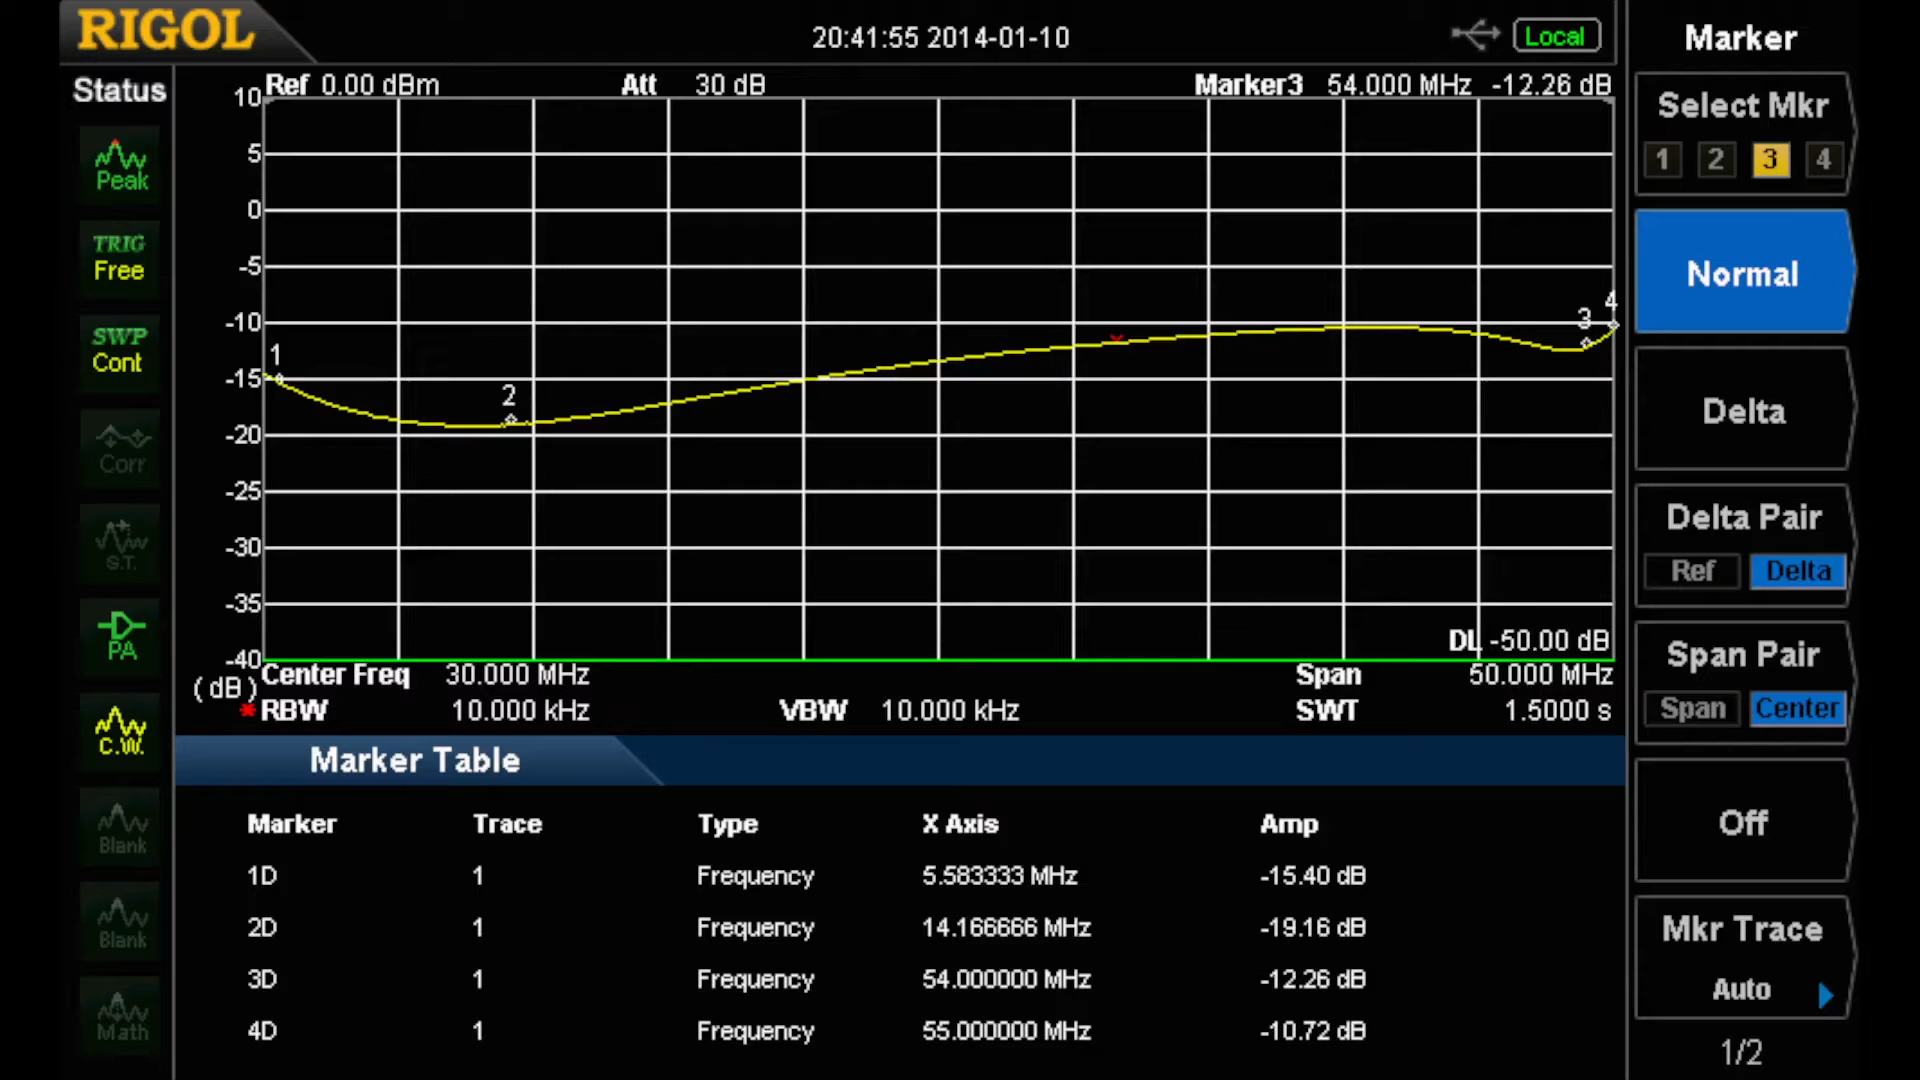 RIGOL
20:41:55 2014-01-10
Local
Marker
Status
Ref 0.00 dBm
Att 30 dB
Marker3 54.000 MHz -12.26 dB
Select Mkr
1 2 3 4
Peak
TRIG
Free
SWP
Cont
Corr
S.T.
PA
C.W.
Blank
Blank
Math
10
5
0
-5
-10
-15
-20
-25
-30
-35
-40
(dB)
1
2
3
4
DL -50.00 dB
Center Freq 30.000 MHz
Span 50.000 MHz
* RBW 10.000 kHz
VBW 10.000 kHz
SWT 1.5000 s
Normal
Delta
Delta Pair
Ref Delta
Span Pair
Span Center
Off
Mkr Trace
Auto
1/2
Marker Table
Marker Trace Type X Axis Amp
1D 1 Frequency 5.583333 MHz -15.40 dB
2D 1 Frequency 14.166666 MHz -19.16 dB
3D 1 Frequency 54.000000 MHz -12.26 dB
4D 1 Frequency 55.000000 MHz -10.72 dB